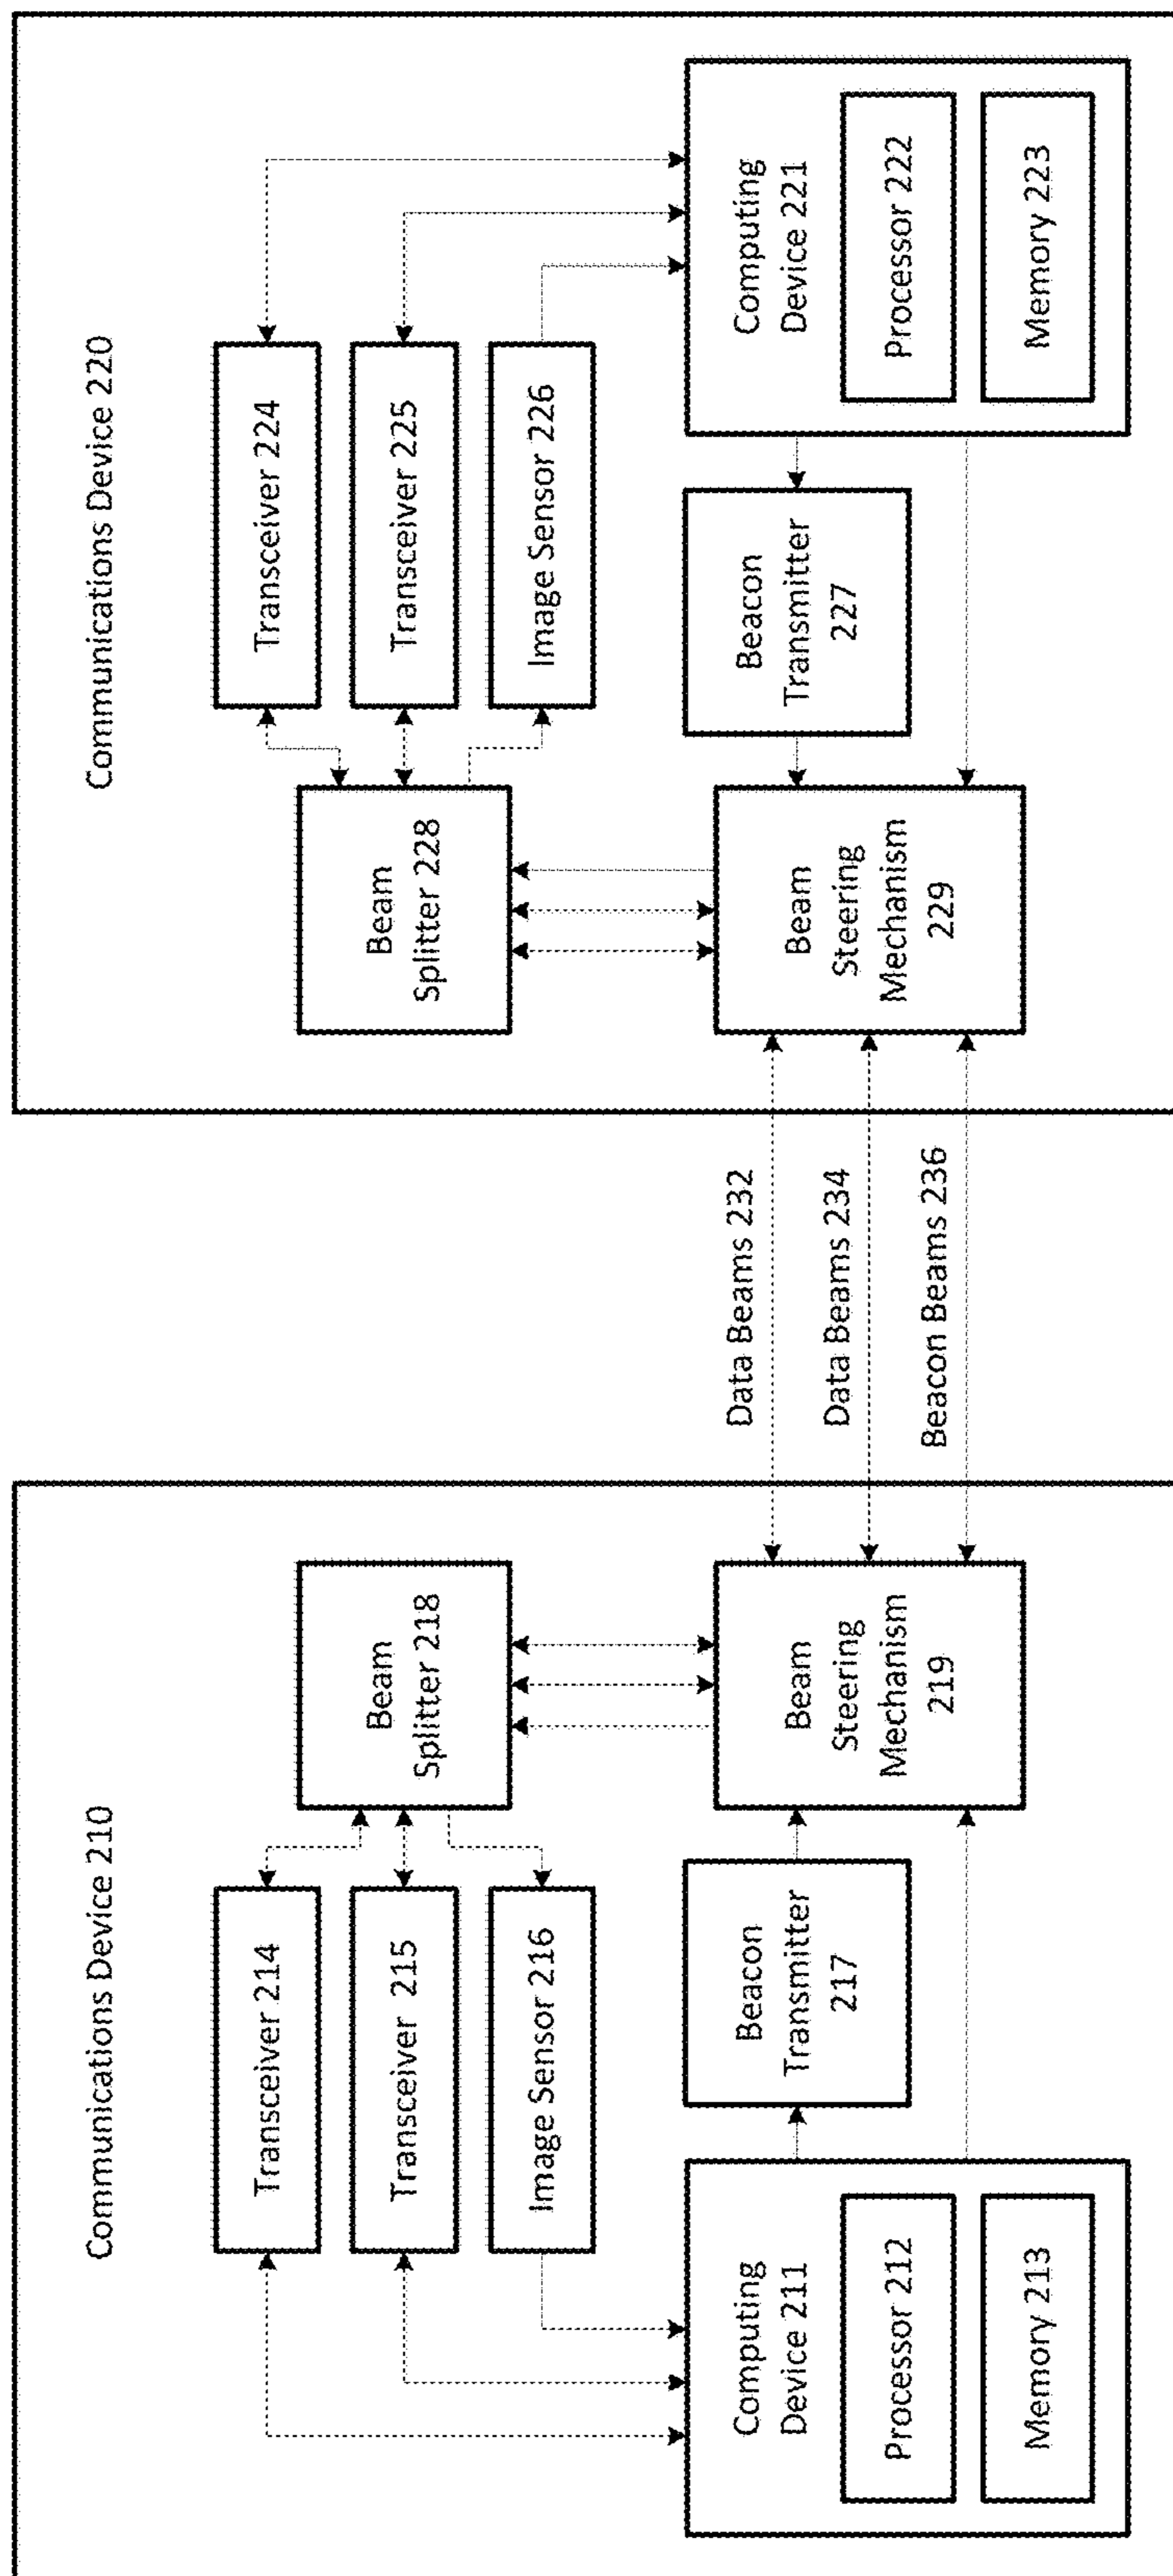 Communications Device 210
Transceiver 214
Transceiver 215
Image Sensor 216
Beam
Splitter 218
Computing
Device 211
Processor 212
Memory 213
Beacon
Transmitter
217
Beam
Steering
Mechanism
219
Data Beams 232
Data Beams 234
Beacon Beams 236
Communications Device 220
Beam
Splitter 228
Transceiver 224
Transceiver 225
Image Sensor 226
Beam
Steering
Mechanism
229
Beacon
Transmitter
227
Computing
Device 221
Processor 222
Memory 223